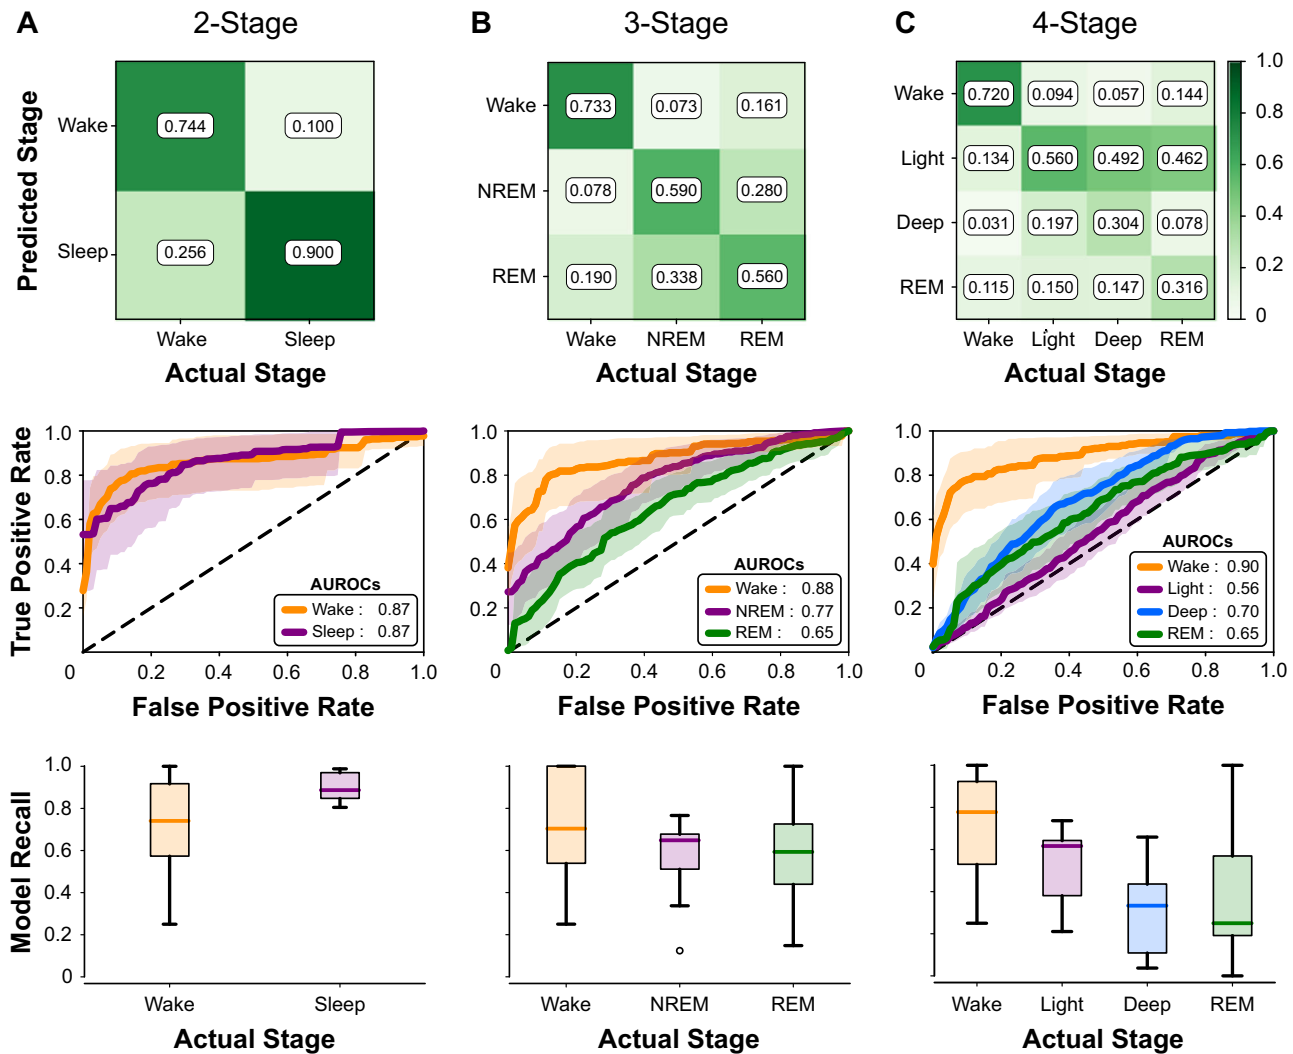 A 2-Stage B 3-Stage C 4-Stage
Predicted Stage
Wake 0.744 0.100
Sleep 0.256 0.900
Wake Sleep
Actual Stage
Wake 0.733 0.073 0.161
NREM 0.078 0.590 0.280
REM 0.190 0.338 0.560
Wake NREM REM
Actual Stage
Wake 0.720 0.094 0.057 0.144
Light 0.134 0.560 0.492 0.462
Deep 0.031 0.197 0.304 0.078
REM 0.115 0.150 0.147 0.316
Wake Light Deep REM
Actual Stage
1.0
0.8
0.6
0.4
0.2
0
True Positive Rate
1.0
0.8
0.6
0.4
0.2
AUROCs
Wake : 0.87
Sleep : 0.87
0 0.2 0.4 0.6 0.8 1.0
False Positive Rate
1.0
0.8
0.6
0.4
0.2
AUROCs
Wake : 0.88
NREM : 0.77
REM : 0.65
0 0.2 0.4 0.6 0.8 1.0
False Positive Rate
1.0
0.8
0.6
0.4
0.2
AUROCs
Wake : 0.90
Light : 0.56
Deep : 0.70
REM : 0.65
0 0.2 0.4 0.6 0.8 1.0
False Positive Rate
Model Recall
1.0
0.8
0.6
0.4
0.2
0
Wake Sleep
Actual Stage
Wake NREM REM
Actual Stage
Wake Light Deep REM
Actual Stage